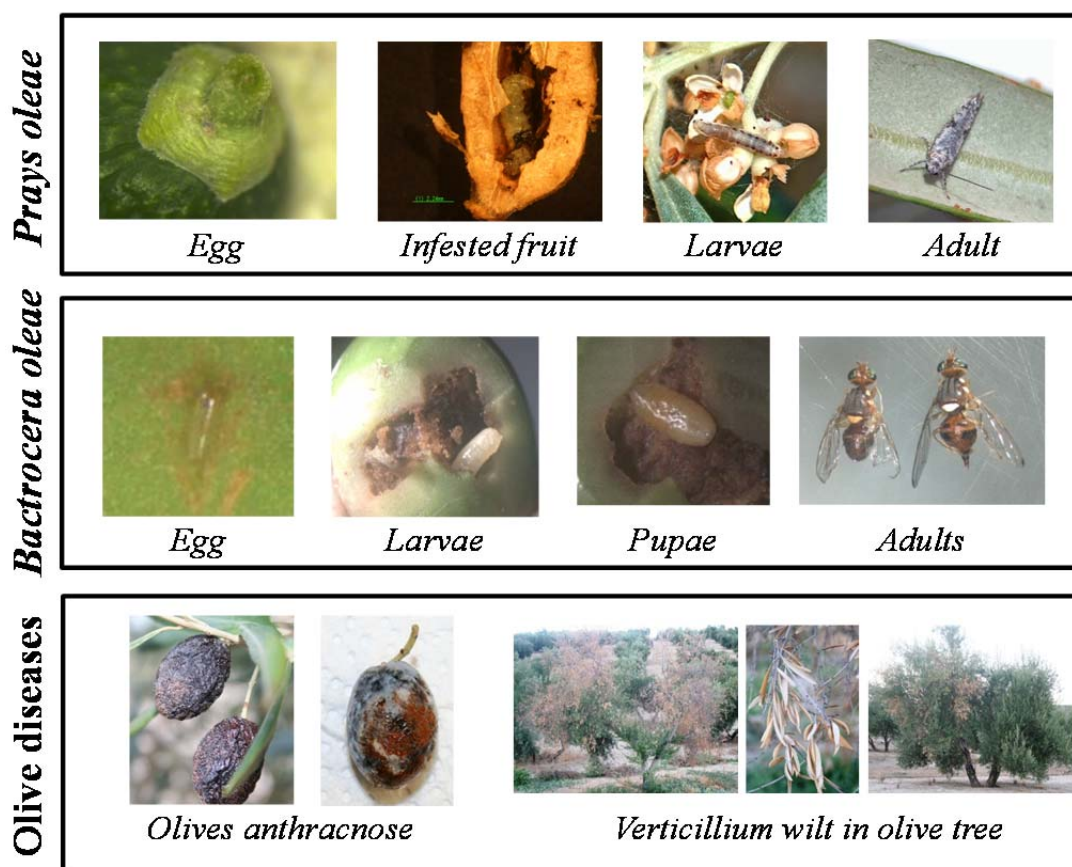 Prays oleae
Egg
Infested fruit
Larvae
Adult
Bactrocera oleae
Egg
Larvae
Pupae
Adults
Olive diseases
Olives anthracnose
Verticillium wilt in olive tree